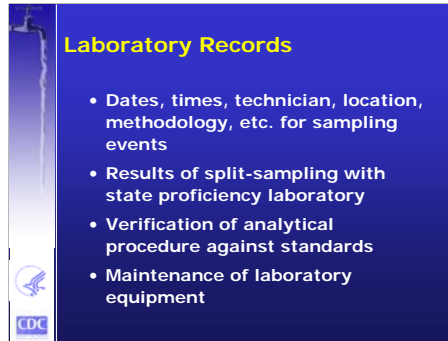 Laboratory Records
• Dates, times, technician, location,
methodology, etc. for sampling
events
• Results of split-sampling with
state proficiency laboratory
• Verification of analytical
procedure against standards
• Maintenance of laboratory
equipment
CDC